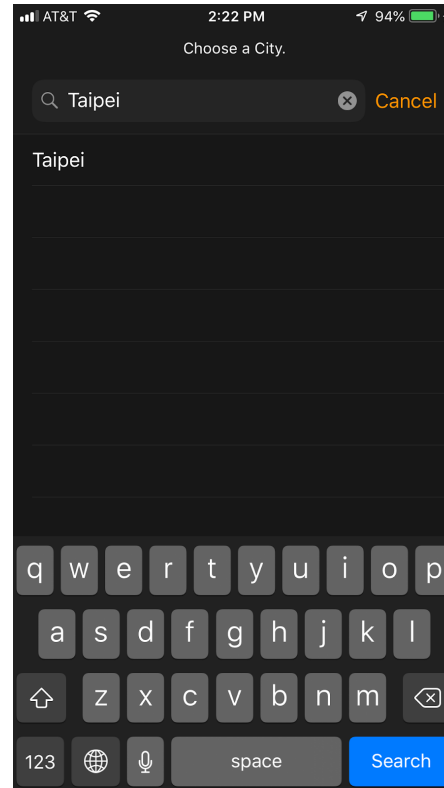 AT&T 2:22 PM 94%
Choose a City.
Taipei Cancel
Taipei
q w e r t y u i o p
a s d f g h j k l
z x c v b n m
123 space Search